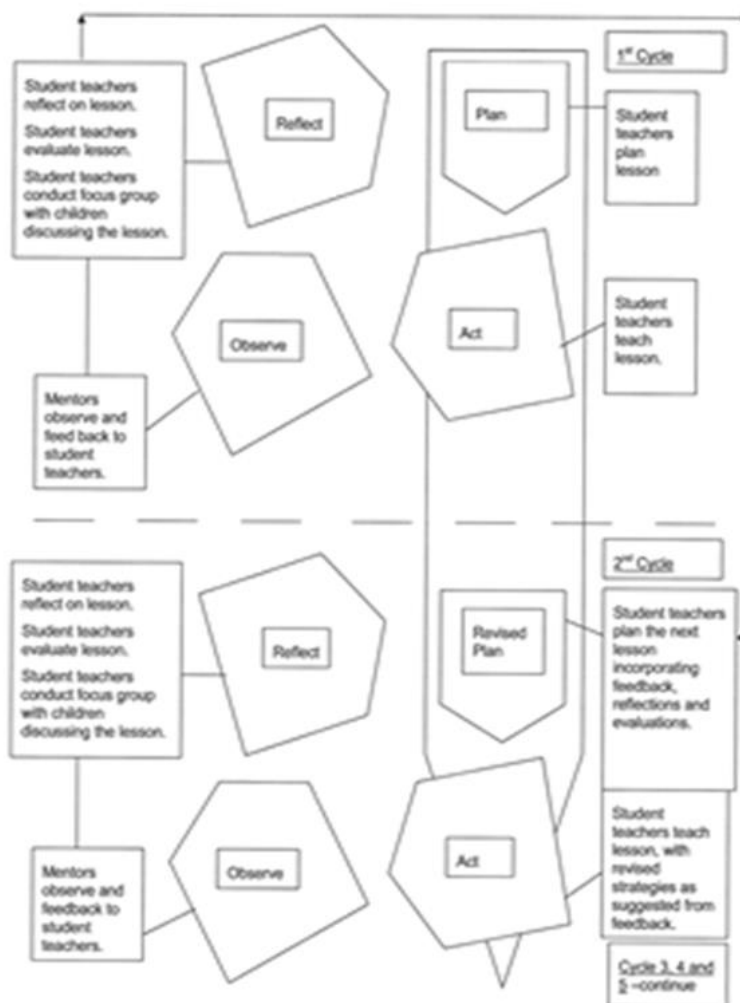 1st Cycle
Plan
Student
teachers
plan
lesson
Act
Student
teachers
teach
lesson.
Observe
Mentors
observe and
feed back to
student
teachers.
Reflect
Student teachers
reflect on lesson.
Student teachers
evaluate lesson.
Student teachers
conduct focus group
with children
discussing the lesson.
2nd Cycle
Revised
Plan
Student teachers
plan the next
lesson
incorporating
feedback,
reflections and
evaluations.
Act
Student
teachers teach
lesson, with
revised
strategies as
suggested from
feedback.
Observe
Mentors
observe and
feedback to
student
teachers.
Reflect
Student teachers
reflect on lesson.
Student teachers
evaluate lesson.
Student teachers
conduct focus group
with children
discussing the lesson.
Cycle 3, 4 and
5 –continue